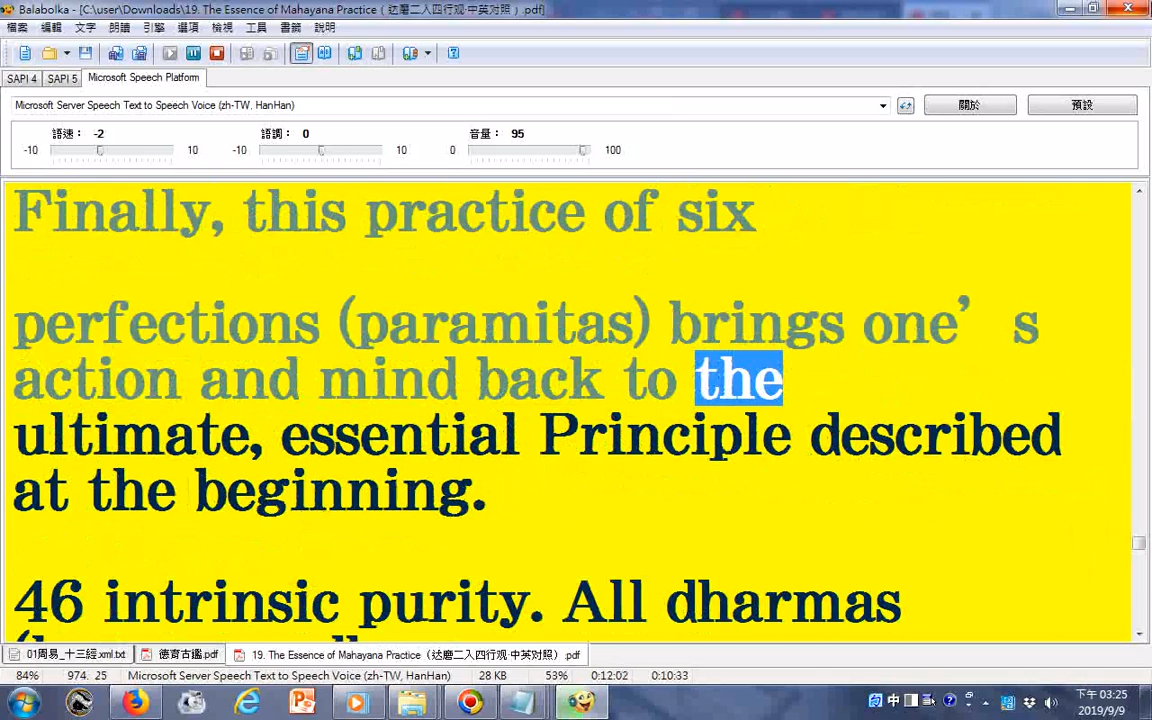 Balabolka - [C:\user\Downloads\19. The Essence of Mahayana Practice (达磨二入四行观·中英对照) .pdf]
檔案 編輯 文字 朗讀 引擎 選項 檢視 工具 書籤 說明
SAPI 4 SAPI 5 Microsoft Speech Platform
Microsoft Server Speech Text to Speech Voice (zh-TW, HanHan) 關於 預設
語速： -2 語調： 0 音量： 95
-10 10 -10 10 0 100
Finally, this practice of six
perfections (paramitas) brings one’s
action and mind back to the
ultimate, essential Principle described
at the beginning.
46 intrinsic purity. All dharmas
01周易_十三經.xml.txt 德育古鑑.pdf 19. The Essence of Mahayana Practice（达磨二入四行观·中英对照）.pdf
84% 974. 25 Microsoft Server Speech Text to Speech Voice (zh-TW, HanHan) 28 KB 53% 0:12:02 0:10:33
中 下午 03:25
2019/9/9